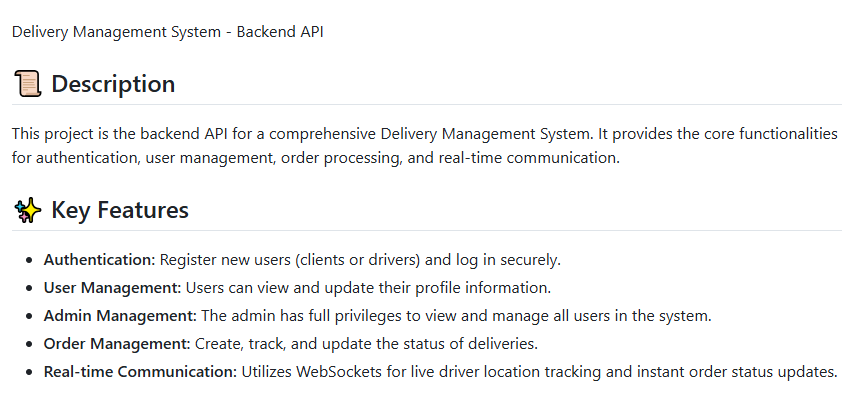 Delivery Management System - Backend API
📜 Description
This project is the backend API for a comprehensive Delivery Management System. It provides the core functionalities
for authentication, user management, order processing, and real-time communication.
✨ Key Features
• Authentication: Register new users (clients or drivers) and log in securely.
• User Management: Users can view and update their profile information.
• Admin Management: The admin has full privileges to view and manage all users in the system.
• Order Management: Create, track, and update the status of deliveries.
• Real-time Communication: Utilizes WebSockets for live driver location tracking and instant order status updates.